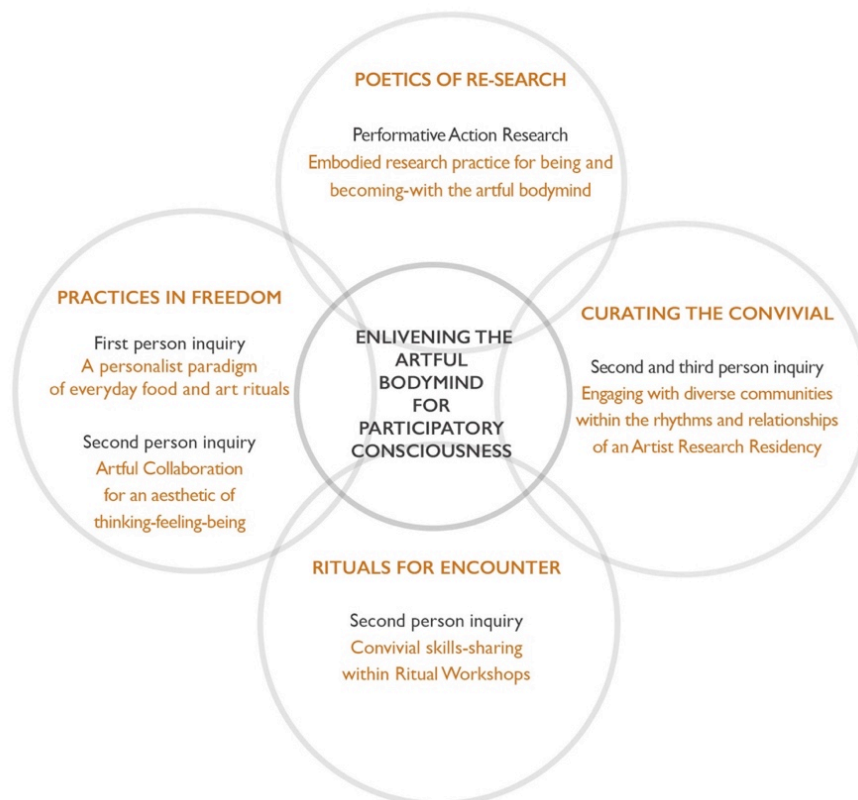 POETICS OF RE-SEARCH
Performative Action Research
Embodied research practice for being and
becoming-with the artful bodymind
PRACTICES IN FREEDOM
First person inquiry
A personalist paradigm
of everyday food and art rituals
Second person inquiry
Artful Collaboration
for an aesthetic of
thinking-feeling-being
ENLIVENING THE
ARTFUL
BODYMIND
FOR
PARTICIPATORY
CONSCIOUSNESS
CURATING THE CONVIVIAL
Second and third person inquiry
Engaging with diverse communities
within the rhythms and relationships
of an Artist Research Residency
RITUALS FOR ENCOUNTER
Second person inquiry
Convivial skills-sharing
within Ritual Workshops